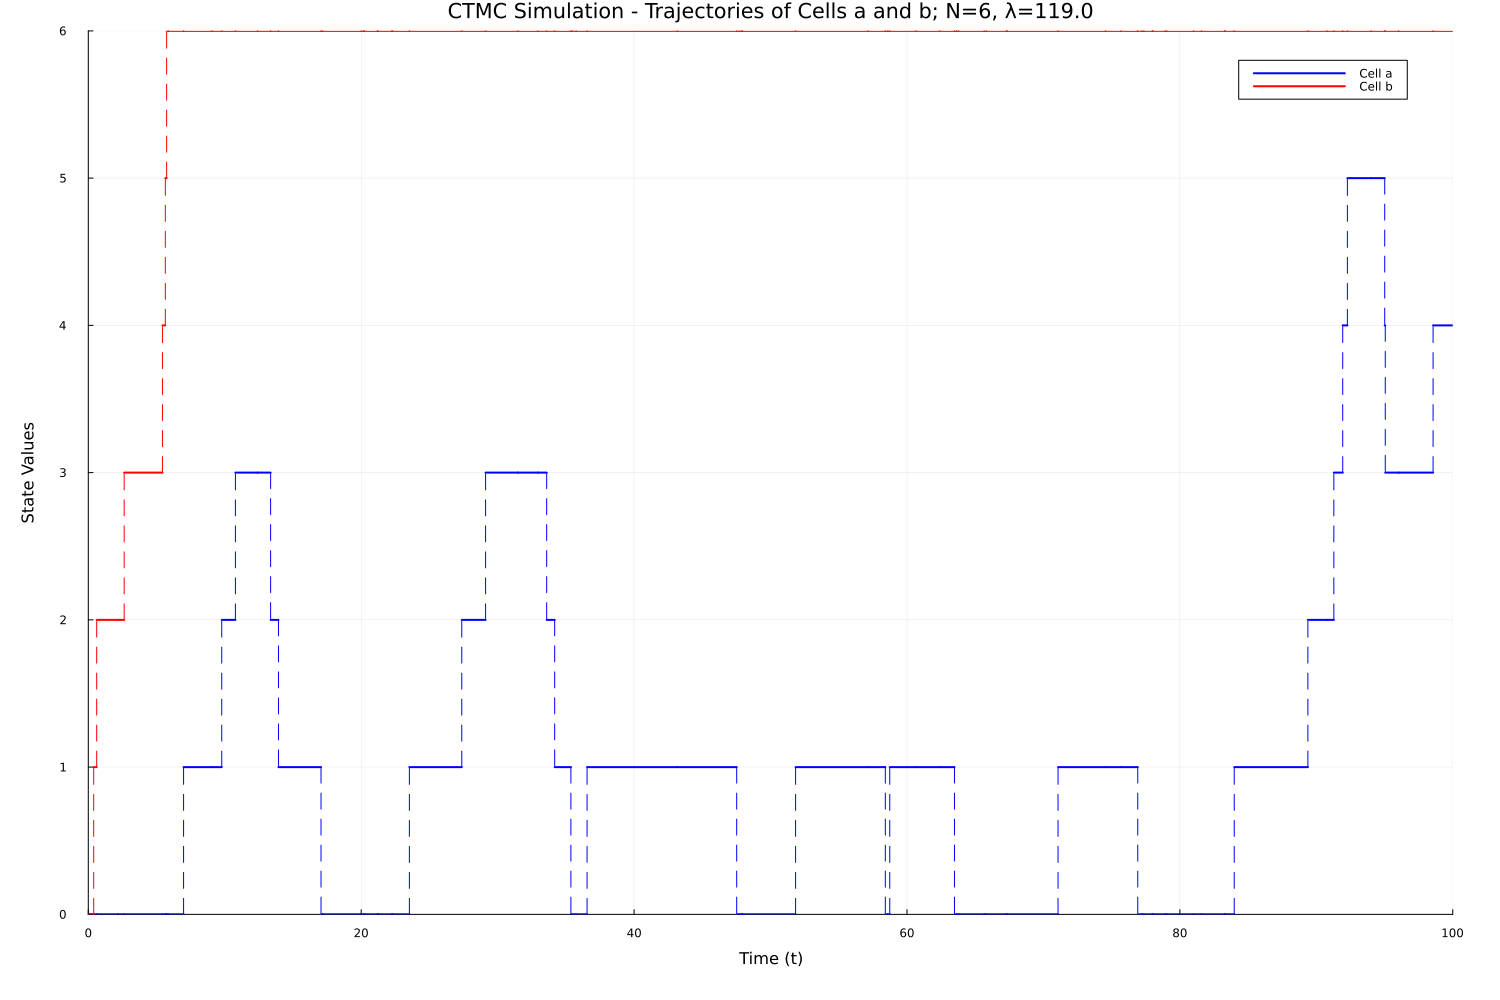 CTMC Simulation - Trajectories of Cells a and b; N=6, λ=119.0
Cell a
Cell b
State Values
6
5
4
3
2
1
0
0 20 40 60 80 100
Time (t)